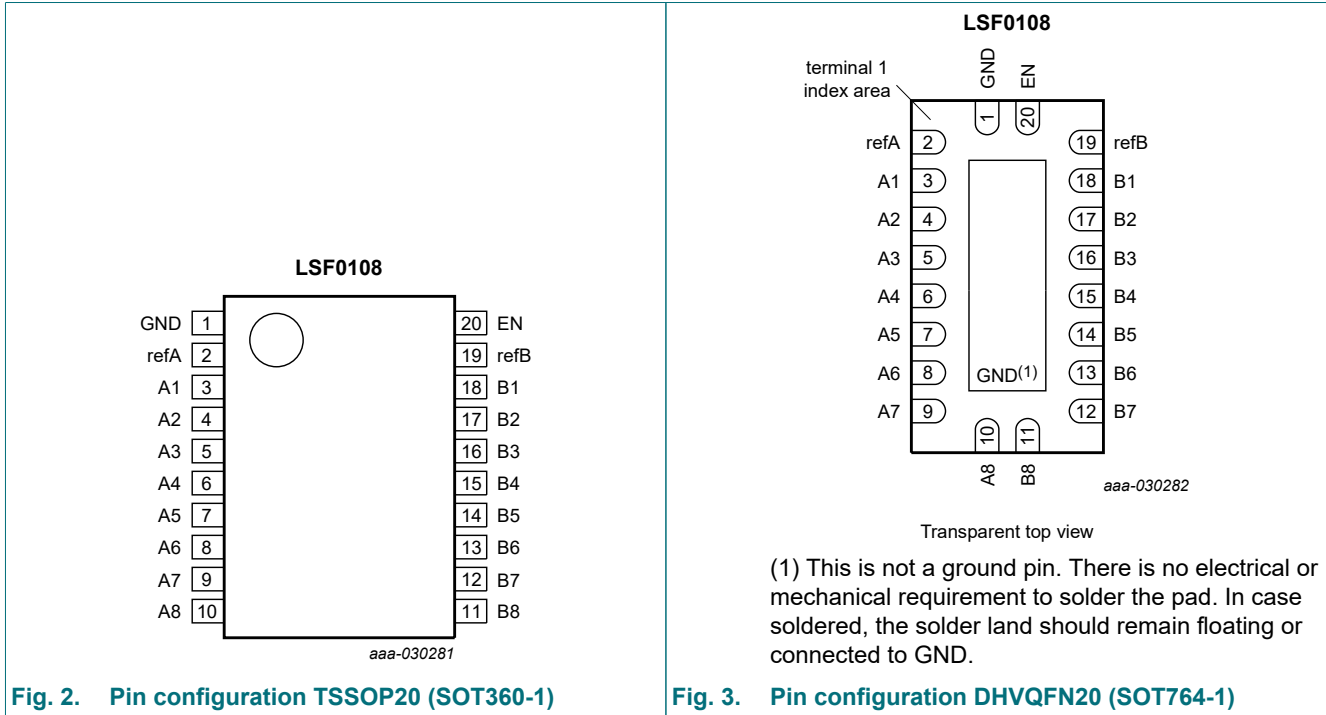 LSF0108
GND 1 20 EN
refA 2 19 refB
A1 3 18 B1
A2 4 17 B2
A3 5 16 B3
A4 6 15 B4
A5 7 14 B5
A6 8 13 B6
A7 9 12 B7
A8 10 11 B8
aaa-030281
Fig. 2. Pin configuration TSSOP20 (SOT360-1)
LSF0108
terminal 1
index area
GND EN
1 20
refA 2 19 refB
A1 3 18 B1
A2 4 17 B2
A3 5 16 B3
A4 6 15 B4
A5 7 14 B5
A6 8 GND(1) 13 B6
A7 9 12 B7
10 11
A8 B8
aaa-030282
Transparent top view
(1) This is not a ground pin. There is no electrical or
mechanical requirement to solder the pad. In case
soldered, the solder land should remain floating or
connected to GND.
Fig. 3. Pin configuration DHVQFN20 (SOT764-1)